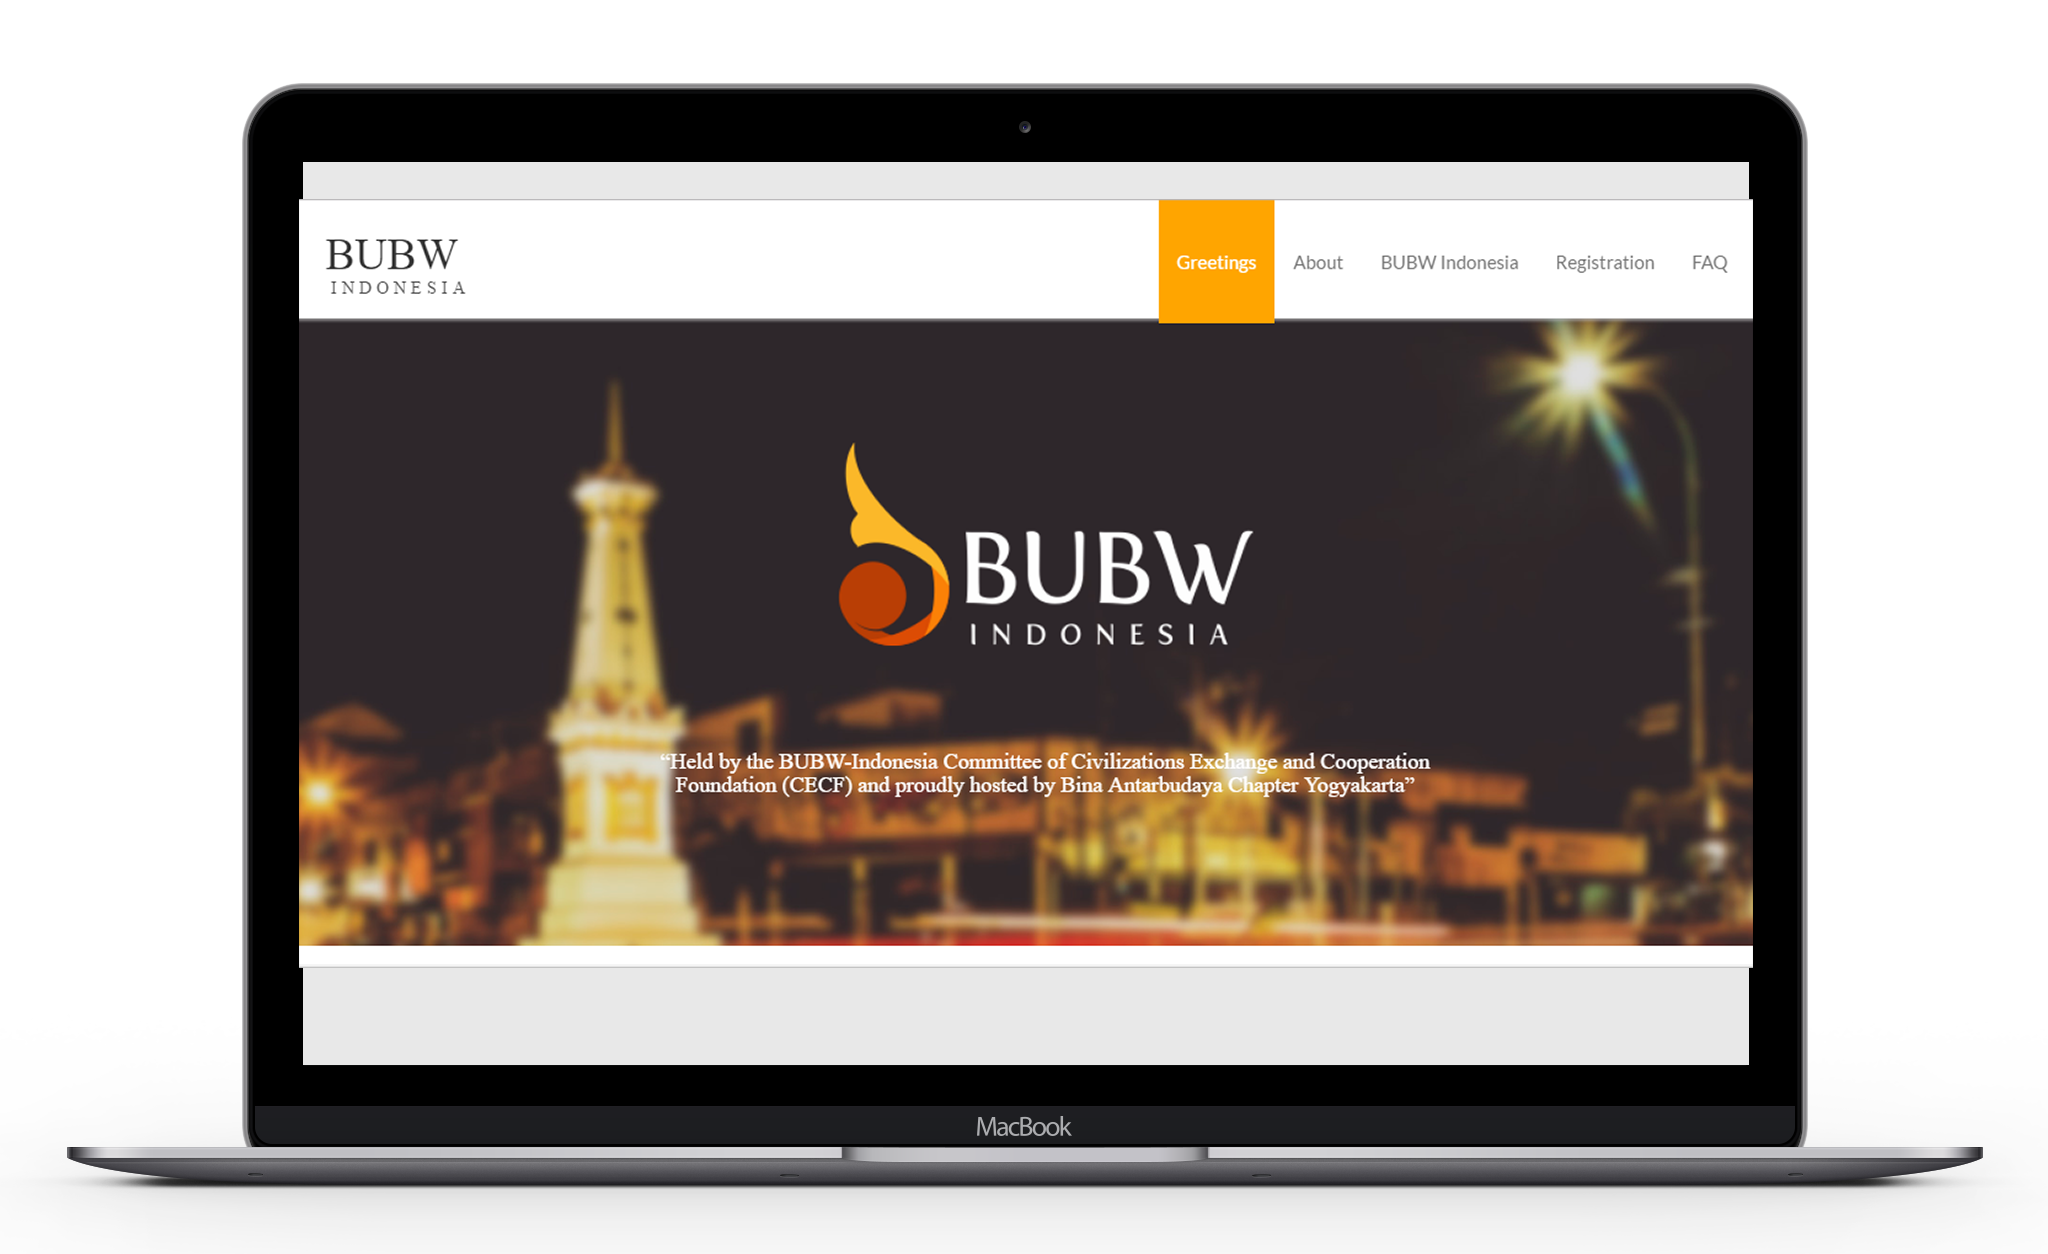 BUBW
INDONESIA
Greetings
About
BUBW Indonesia
Registration
FAQ
BUBW
INDONESIA
“Held by the BUBW-Indonesia Committee of Civilizations Exchange and Cooperation
Foundation (CECF) and proudly hosted by Bina Antarbudaya Chapter Yogyakarta”
MacBook